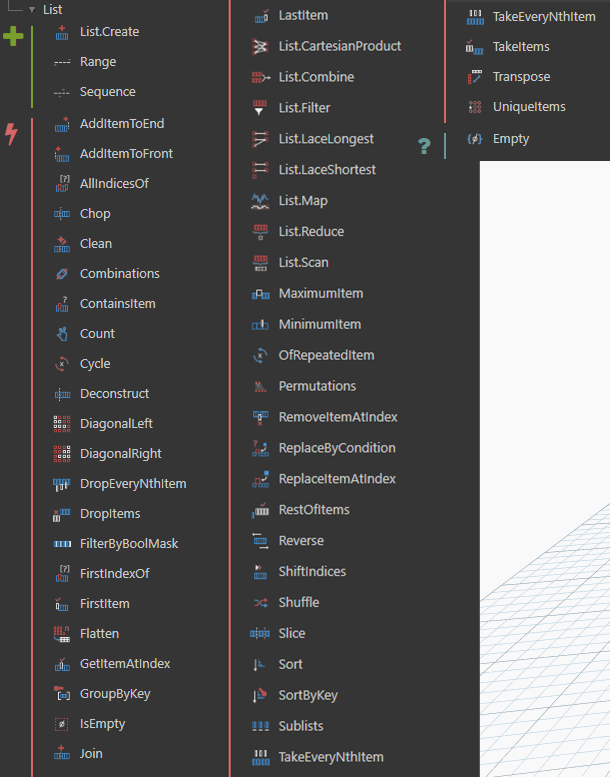 List
List.Create
Range
Sequence
AddItemToEnd
AddItemToFront
AllIndicesOf
Chop
Clean
Combinations
ContainsItem
Count
Cycle
Deconstruct
DiagonalLeft
DiagonalRight
DropEveryNthItem
DropItems
FilterByBoolMask
FirstIndexOf
FirstItem
Flatten
GetItemAtIndex
GroupByKey
IsEmpty
Join
LastItem
List.CartesianProduct
List.Combine
List.Filter
List.LaceLongest
List.LaceShortest
List.Map
List.Reduce
List.Scan
MaximumItem
MinimumItem
OfRepeatedItem
Permutations
RemoveItemAtIndex
ReplaceByCondition
ReplaceItemAtIndex
RestOfItems
Reverse
ShiftIndices
Shuffle
Slice
Sort
SortByKey
Sublists
TakeEveryNthItem
TakeEveryNthItem
TakeItems
Transpose
UniqueItems
?
Empty